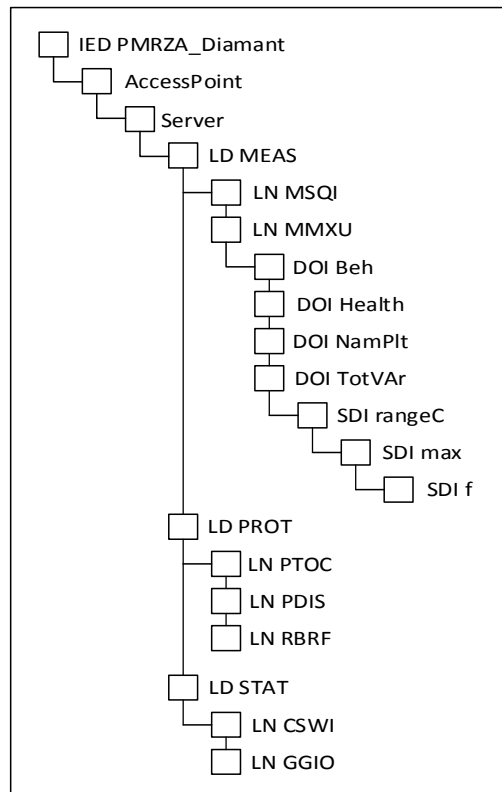 IED PMRZA_Diamant
AccessPoint
Server
LD MEAS
LN MSQI
LN MMXU
DOI Beh
DOI Health
DOI NamPlt
DOI TotVAr
SDI rangeC
SDI max
SDI f
LD PROT
LN PTOC
LN PDIS
LN RBRF
LD STAT
LN CSWI
LN GGIO